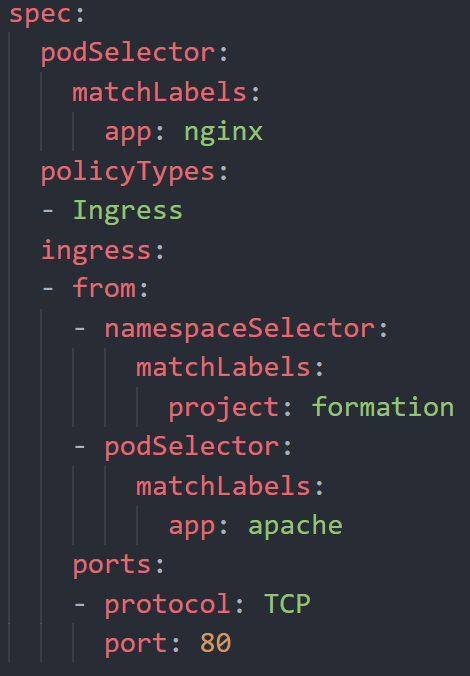 spec:
  podSelector:
    matchLabels:
      app: nginx
  policyTypes:
  - Ingress
  ingress:
  - from:
    - namespaceSelector:
        matchLabels:
          project: formation
    - podSelector:
        matchLabels:
          app: apache
    ports:
    - protocol: TCP
      port: 80